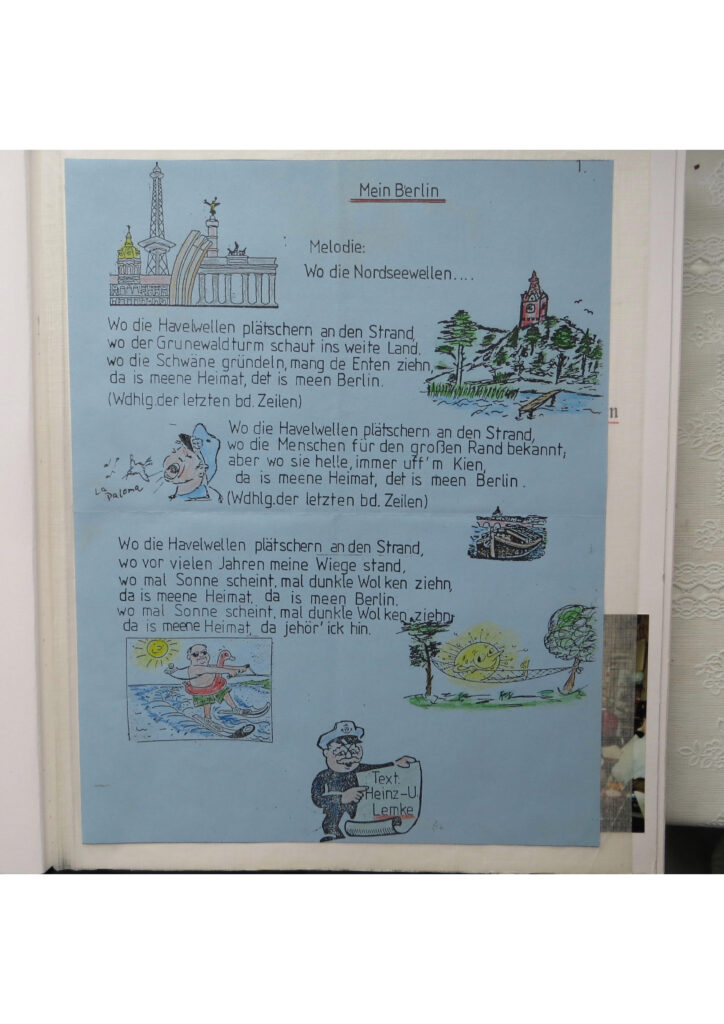 1.
Mein Berlin
Melodie:
Wo die Nordseewellen....
Wo die Havelwellen plätschern an den Strand,
wo der Grunewaldturm schaut ins weite Land.
wo die Schwäne gründeln, mang de Enten ziehn,
da is meene Heimat, det is meen Berlin.
(Wdhlg.der letzten bd. Zeilen)
Wo die Havelwellen plätschern an den Strand,
wo die Menschen für den großen Rand bekannt;
aber wo sie helle, immer uff'm Kien,
da is meene Heimat, det is meen Berlin.
(Wdhlg.der letzten bd. Zeilen)
La Paloma
Wo die Havelwellen plätschern an den Strand,
wo vor vielen Jahren meine Wiege stand,
wo mal Sonne scheint, mal dunkle Wolken ziehn,
da is meene Heimat, da is meen Berlin.
wo mal Sonne scheint, mal dunkle Wolken ziehn,
da is meene Heimat, da jehör'ick hin.
Text:
Heinz-U.
Lemke